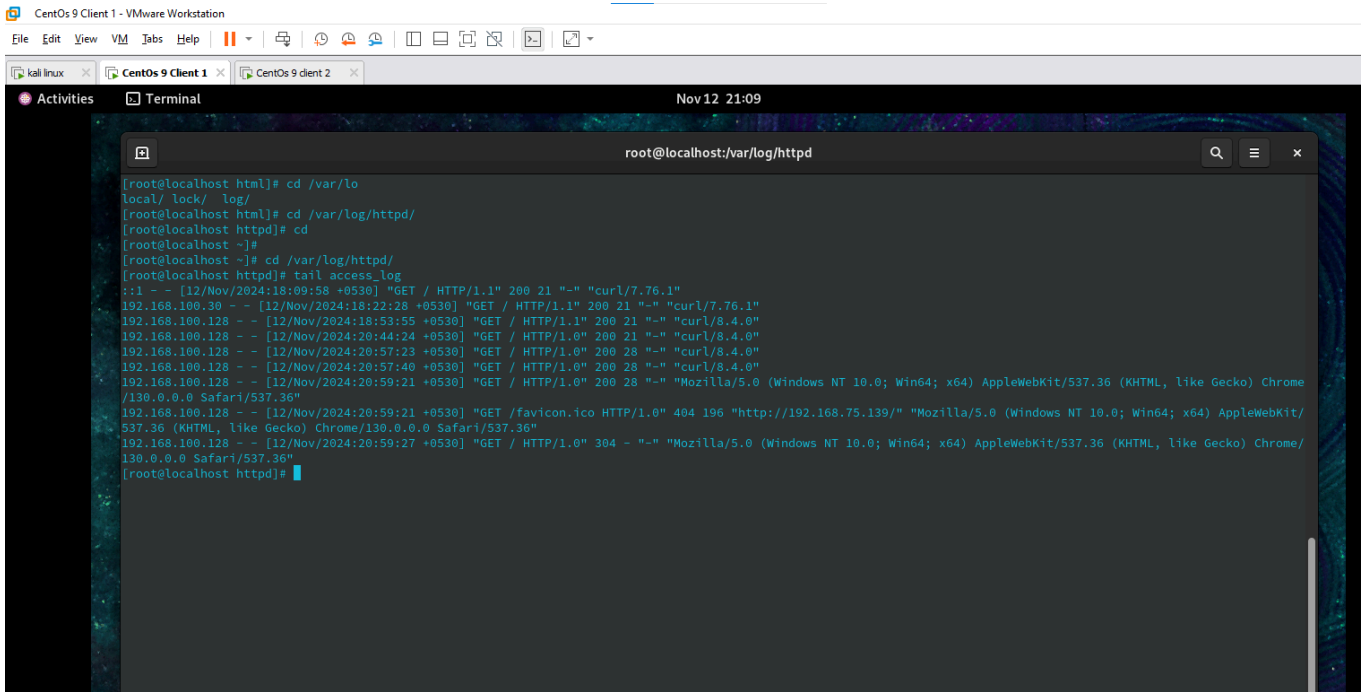 CentOs 9 Client 1 - VMware Workstation
File Edit View VM Tabs Help
kali linux CentOs 9 Client 1 CentOs 9 client 2
Activities Terminal Nov 12 21:09
root@localhost:/var/log/httpd
[root@localhost html]# cd /var/lo
local/ lock/ log/
[root@localhost html]# cd /var/log/httpd/
[root@localhost httpd]# cd
[root@localhost ~]#
[root@localhost ~]# cd /var/log/httpd/
[root@localhost httpd]# tail access_log
::1 - - [12/Nov/2024:18:09:58 +0530] "GET / HTTP/1.1" 200 21 "-" "curl/7.76.1"
192.168.100.30 - - [12/Nov/2024:18:22:28 +0530] "GET / HTTP/1.1" 200 21 "-" "curl/7.76.1"
192.168.100.128 - - [12/Nov/2024:18:53:55 +0530] "GET / HTTP/1.1" 200 21 "-" "curl/8.4.0"
192.168.100.128 - - [12/Nov/2024:20:44:24 +0530] "GET / HTTP/1.0" 200 21 "-" "curl/8.4.0"
192.168.100.128 - - [12/Nov/2024:20:57:23 +0530] "GET / HTTP/1.0" 200 28 "-" "curl/8.4.0"
192.168.100.128 - - [12/Nov/2024:20:57:40 +0530] "GET / HTTP/1.0" 200 28 "-" "curl/8.4.0"
192.168.100.128 - - [12/Nov/2024:20:59:21 +0530] "GET / HTTP/1.0" 200 28 "-" "Mozilla/5.0 (Windows NT 10.0; Win64; x64) AppleWebKit/537.36 (KHTML, like Gecko) Chrome
/130.0.0.0 Safari/537.36"
192.168.100.128 - - [12/Nov/2024:20:59:21 +0530] "GET /favicon.ico HTTP/1.0" 404 196 "http://192.168.75.139/" "Mozilla/5.0 (Windows NT 10.0; Win64; x64) AppleWebKit/
537.36 (KHTML, like Gecko) Chrome/130.0.0.0 Safari/537.36"
192.168.100.128 - - [12/Nov/2024:20:59:27 +0530] "GET / HTTP/1.0" 304 - "-" "Mozilla/5.0 (Windows NT 10.0; Win64; x64) AppleWebKit/537.36 (KHTML, like Gecko) Chrome/
130.0.0.0 Safari/537.36"
[root@localhost httpd]#